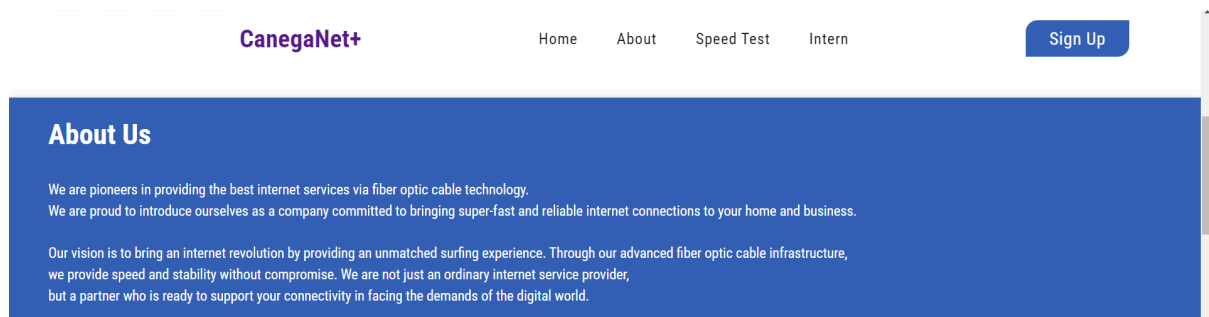 CanegaNet+
Home
About
Speed Test
Intern
Sign Up
About Us
We are pioneers in providing the best internet services via fiber optic cable technology.
We are proud to introduce ourselves as a company committed to bringing super-fast and reliable internet connections to your home and business.
Our vision is to bring an internet revolution by providing an unmatched surfing experience. Through our advanced fiber optic cable infrastructure,
we provide speed and stability without compromise. We are not just an ordinary internet service provider,
but a partner who is ready to support your connectivity in facing the demands of the digital world.